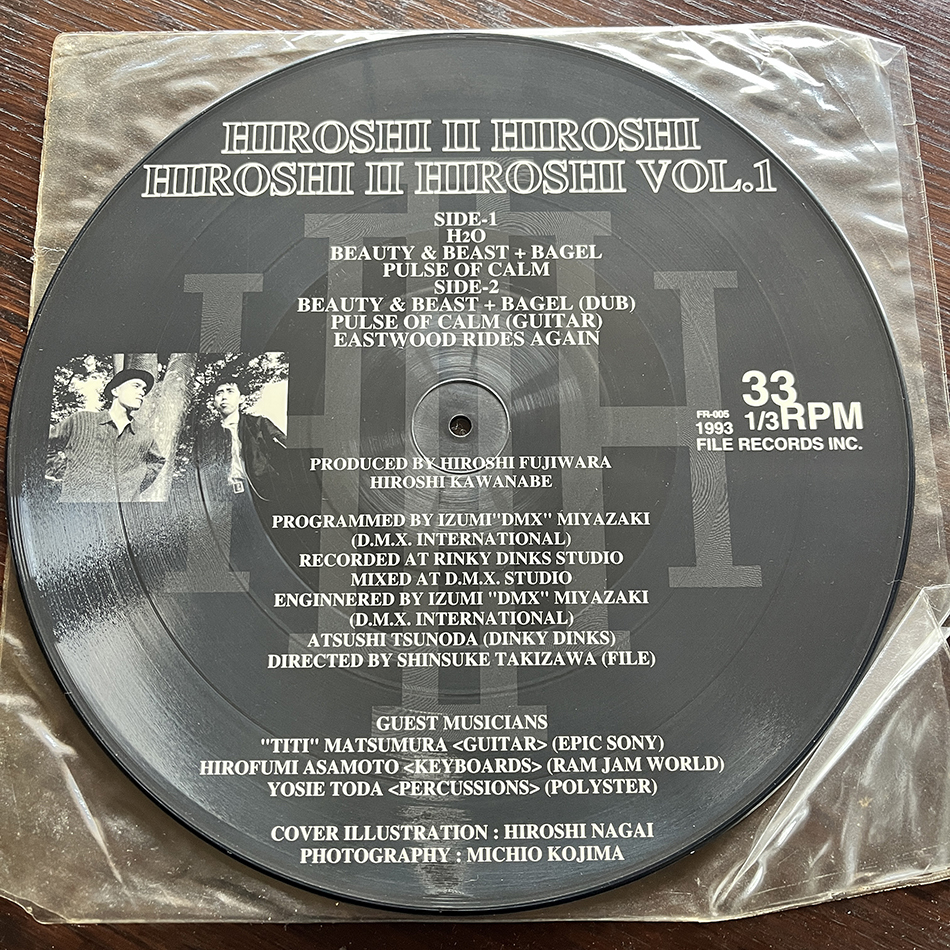 HIROSHI II HIROSHI
HIROSHI II HIROSHI VOL.1
SIDE-1
H2O
BEAUTY & BEAST + BAGEL
PULSE OF CALM
SIDE-2
BEAUTY & BEAST + BAGEL (DUB)
PULSE OF CALM (GUITAR)
EASTWOOD RIDES AGAIN
33
1/3RPM
FR-005
1993
FILE RECORDS INC.
PRODUCED BY HIROSHI FUJIWARA
HIROSHI KAWANABE
PROGRAMMED BY IZUMI"DMX" MIYAZAKI
(D.M.X. INTERNATIONAL)
RECORDED AT RINKY DINKS STUDIO
MIXED AT D.M.X. STUDIO
ENGINNERED BY IZUMI "DMX" MIYAZAKI
(D.M.X. INTERNATIONAL)
ATSUSHI TSUNODA (DINKY DINKS)
DIRECTED BY SHINSUKE TAKIZAWA (FILE)
GUEST MUSICIANS
"TITI" MATSUMURA <GUITAR> (EPIC SONY)
HIROFUMI ASAMOTO <KEYBOARDS> (RAM JAM WORLD)
YOSIE TODA <PERCUSSIONS> (POLYSTER)
COVER ILLUSTRATION : HIROSHI NAGAI
PHOTOGRAPHY : MICHIO KOJIMA